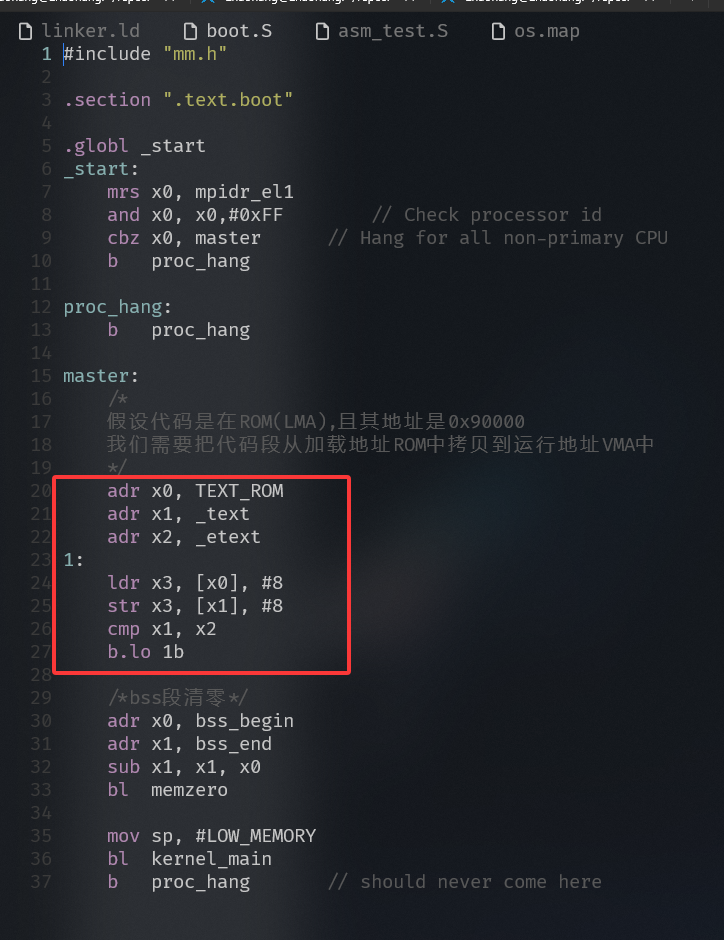 linker.ld boot.S asm_test.S os.map
1 #include "mm.h"
2
3 .section ".text.boot"
4
5 .globl _start
6 _start:
7 mrs x0, mpidr_el1
8 and x0, x0,#0xFF // Check processor id
9 cbz x0, master // Hang for all non-primary CPU
10 b proc_hang
11
12 proc_hang:
13 b proc_hang
14
15 master:
16 /*
17 假设代码是在ROM(LMA),且其地址是0x90000
18 我们需要把代码段从加载地址ROM中拷贝到运行地址VMA中
19 */
20 adr x0, TEXT_ROM
21 adr x1, _text
22 adr x2, _etext
23 1:
24 ldr x3, [x0], #8
25 str x3, [x1], #8
26 cmp x1, x2
27 b.lo 1b
28
29 /*bss段清零*/
30 adr x0, bss_begin
31 adr x1, bss_end
32 sub x1, x1, x0
33 bl memzero
34
35 mov sp, #LOW_MEMORY
36 bl kernel_main
37 b proc_hang // should never come here